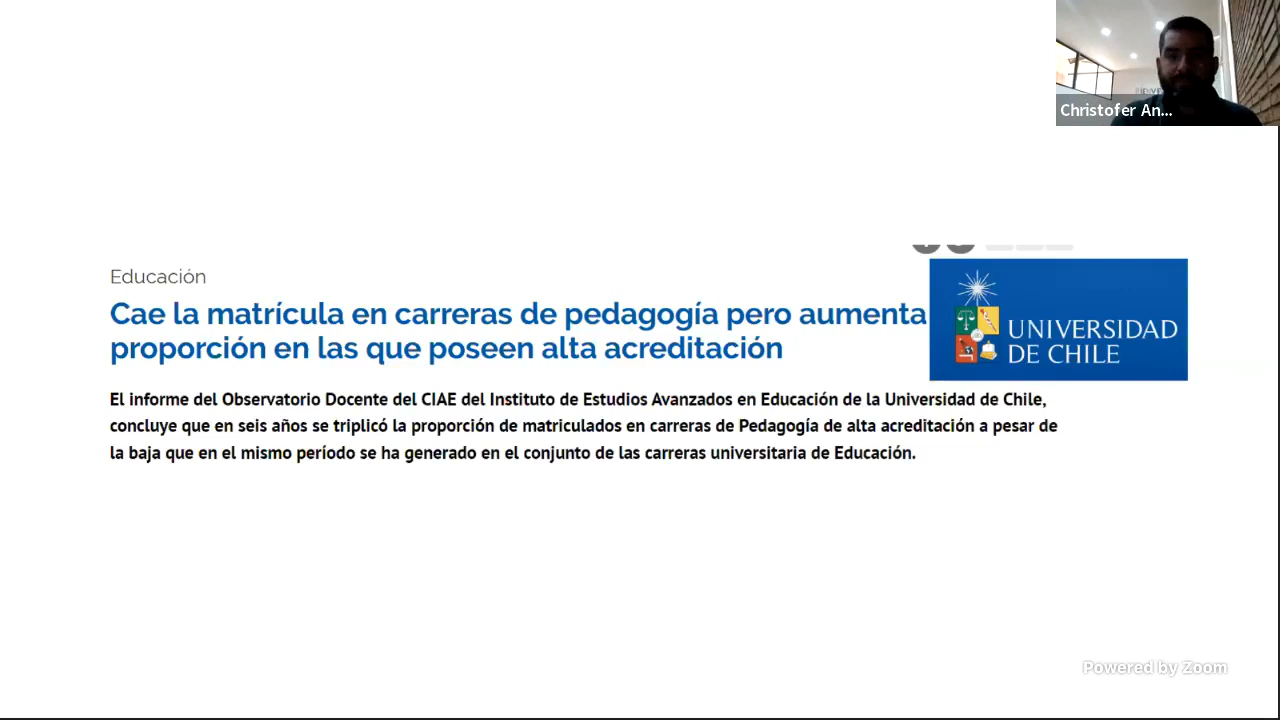 Christofer An...
Educación
Cae la matrícula en carreras de pedagogía pero aumenta
proporción en las que poseen alta acreditación
UNIVERSIDAD
DE CHILE
El informe del Observatorio Docente del CIAE del Instituto de Estudios Avanzados en Educación de la Universidad de Chile,
concluye que en seis años se triplicó la proporción de matriculados en carreras de Pedagogía de alta acreditación a pesar de
la baja que en el mismo período se ha generado en el conjunto de las carreras universitaria de Educación.
Powered by Zoom